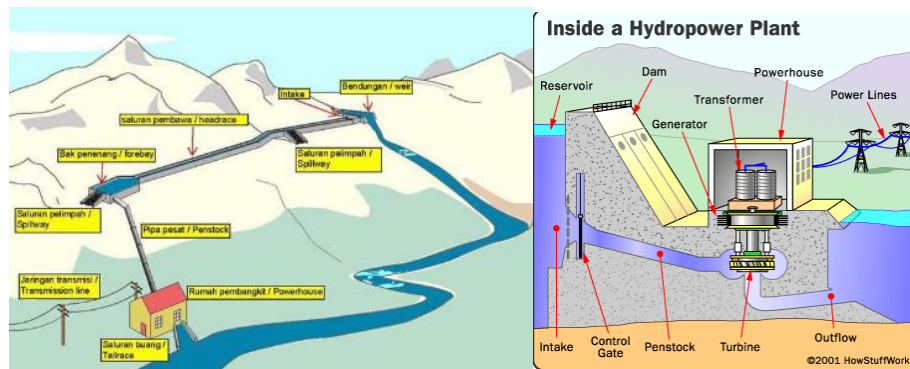 Bendungan / weir
Intake
saluran pembawa / headrace
Bak penenang / forebay
Saluran pelimpah /
Spillway
Saluran pelimpah /
Spillway
Pipa pesat / Penstock
Jaringan transmisi /
Transmission line
Rumah pembangkit / Powerhouse
Saluran buang /
Tailrace
Inside a Hydropower Plant
Reservoir
Dam
Powerhouse
Transformer
Power Lines
Generator
Intake
Control
Gate
Penstock
Turbine
Outflow
©2001 HowStuffWork